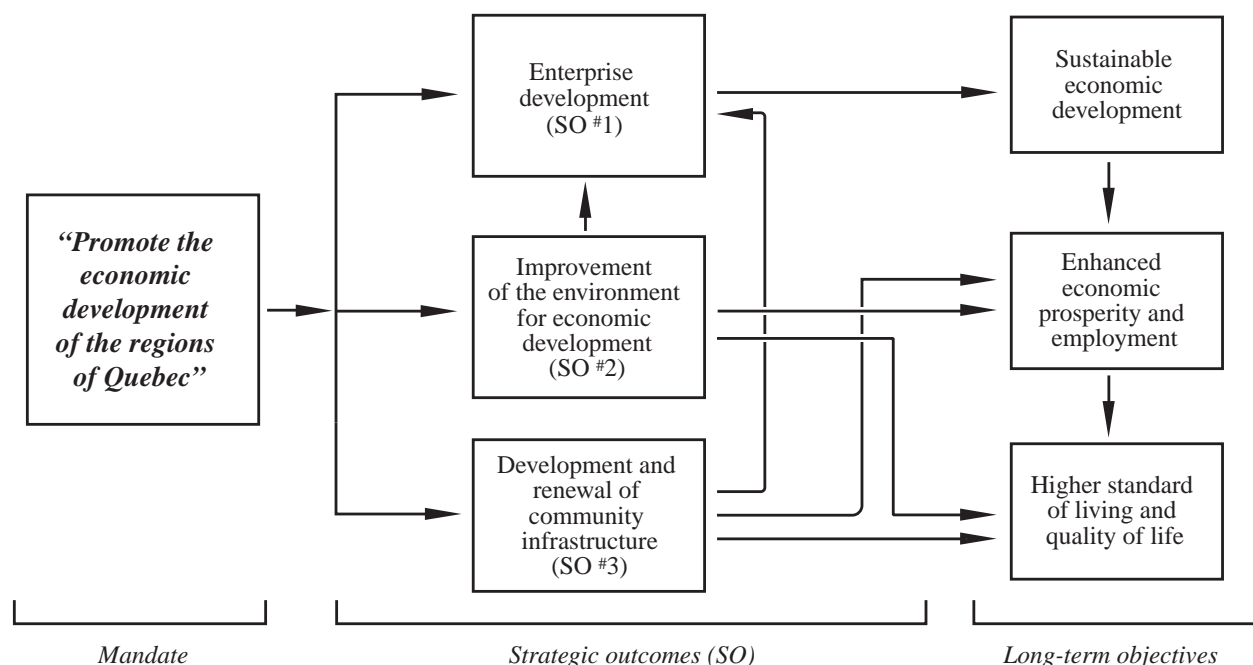 “Promote the
economic
development
of the regions
of Quebec”
Enterprise
development
(SO #1)
Improvement
of the environment
for economic
development
(SO #2)
Development and
renewal of
community
infrastructure
(SO #3)
Sustainable
economic
development
Enhanced
economic
prosperity and
employment
Higher standard
of living and
quality of life
Mandate
Strategic outcomes (SO)
Long-term objectives